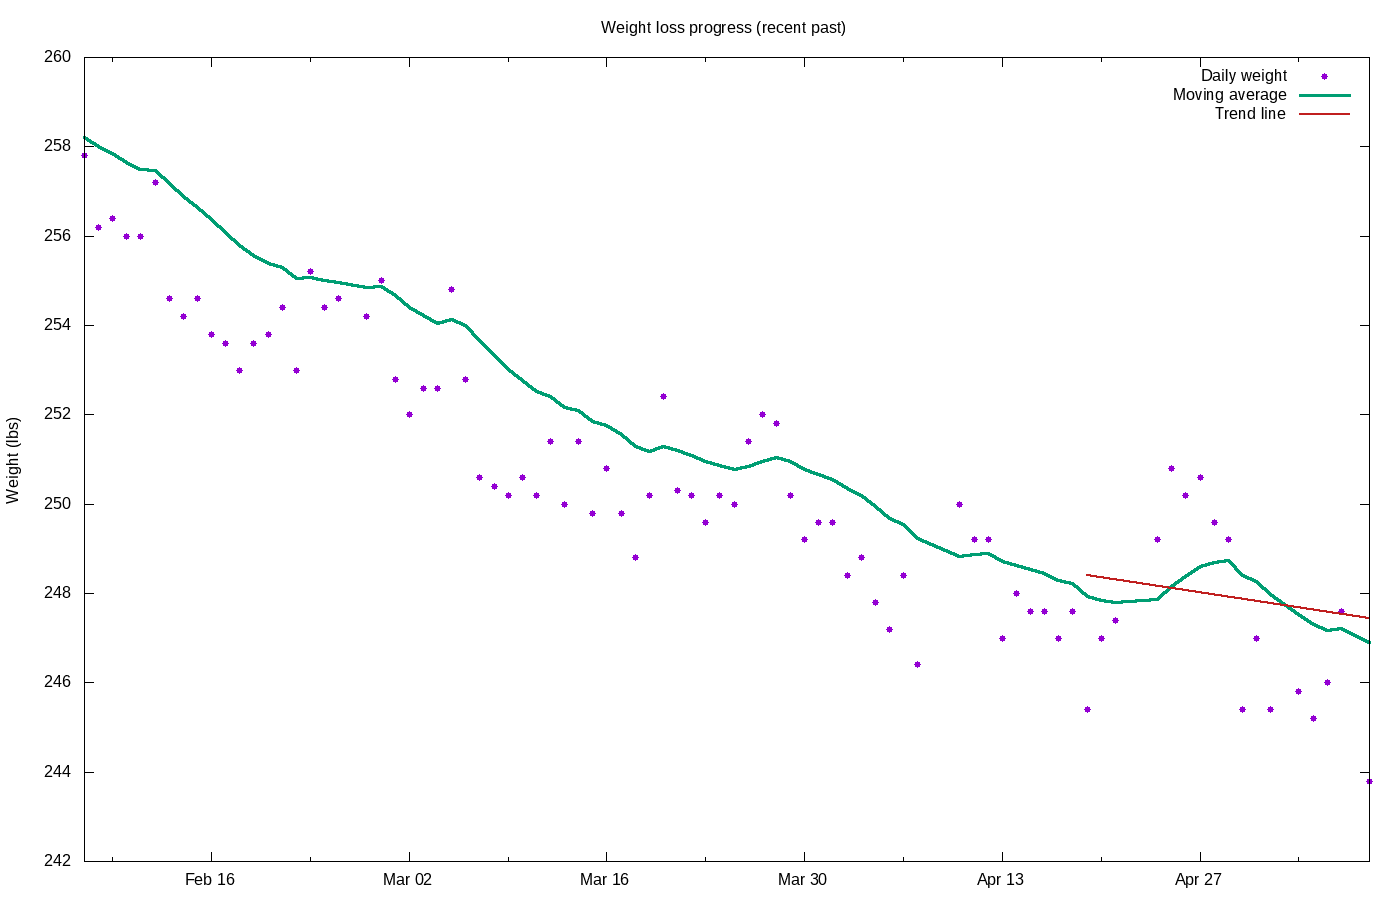 Weight loss progress (recent past)
Daily weight
Moving average
Trend line
260
258
256
254
252
250
248
246
244
242
Weight (lbs)
Feb 16
Mar 02
Mar 16
Mar 30
Apr 13
Apr 27